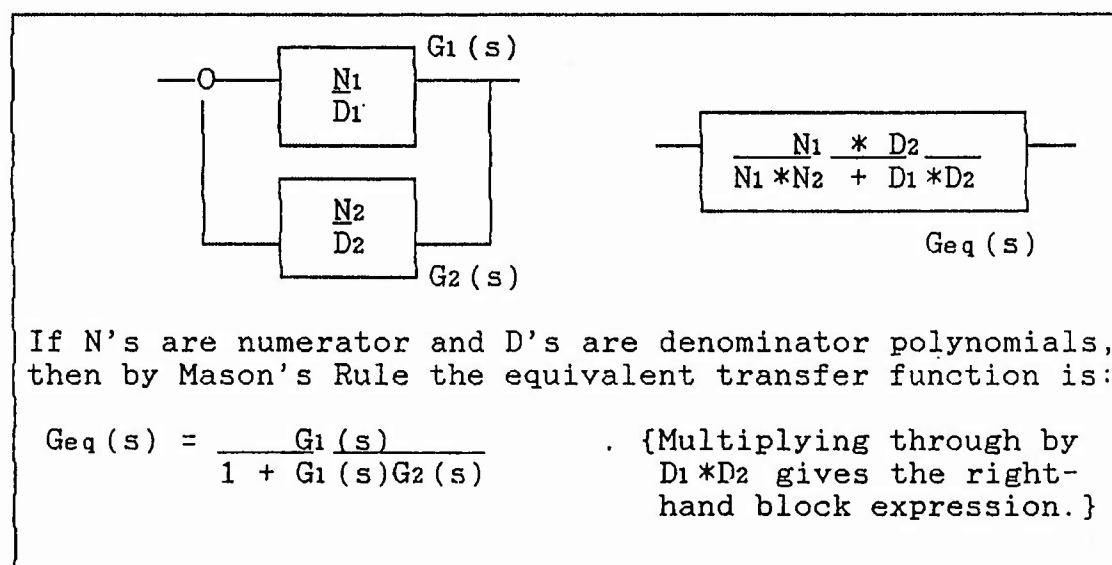 G1(s)
N1
D1
N2
D2
G2(s)
N1 * D2
N1*N2 + D1*D2
Geq(s)
If N's are numerator and D's are denominator polynomials,
then by Mason's Rule the equivalent transfer function is:
Geq(s) = G1(s) . {Multiplying through by
1 + G1(s)G2(s) D1*D2 gives the right-
hand block expression.}